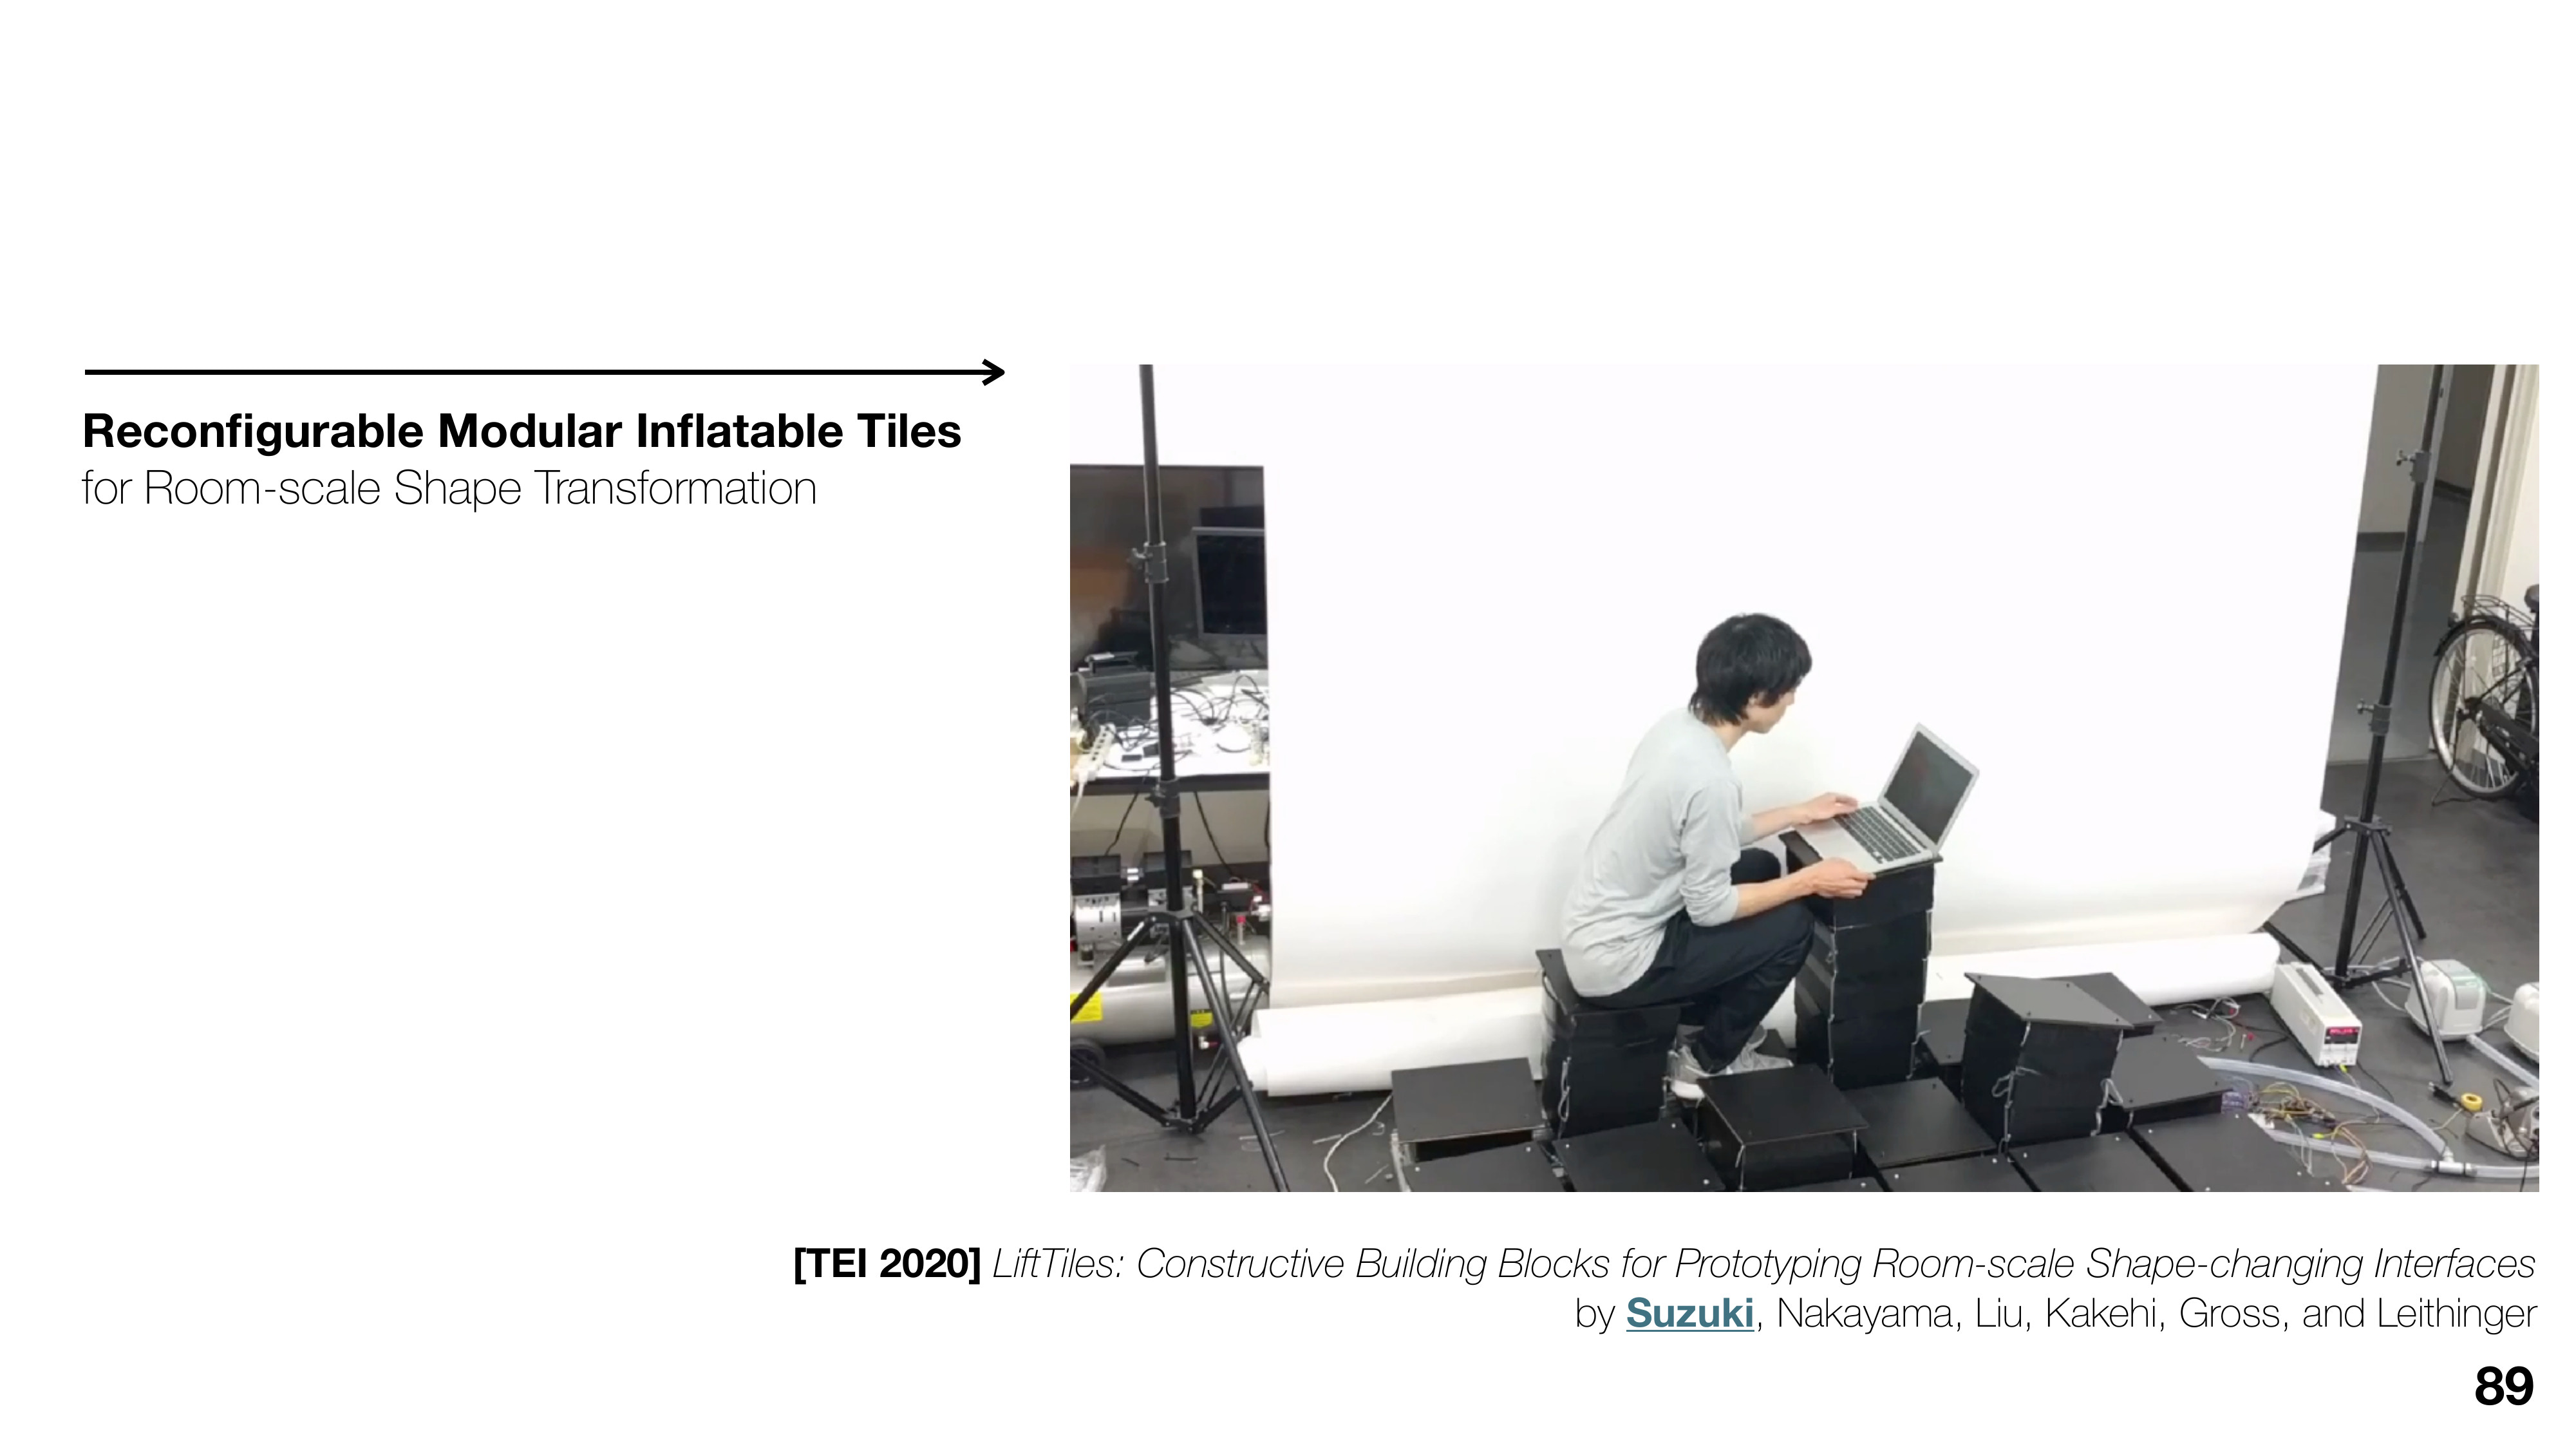 Reconfigurable Modular Inflatable Tiles
for Room-scale Shape Transformation
[TEI 2020] LiftTiles: Constructive Building Blocks for Prototyping Room-scale Shape-changing Interfaces
by Suzuki, Nakayama, Liu, Kakehi, Gross, and Leithinger
89